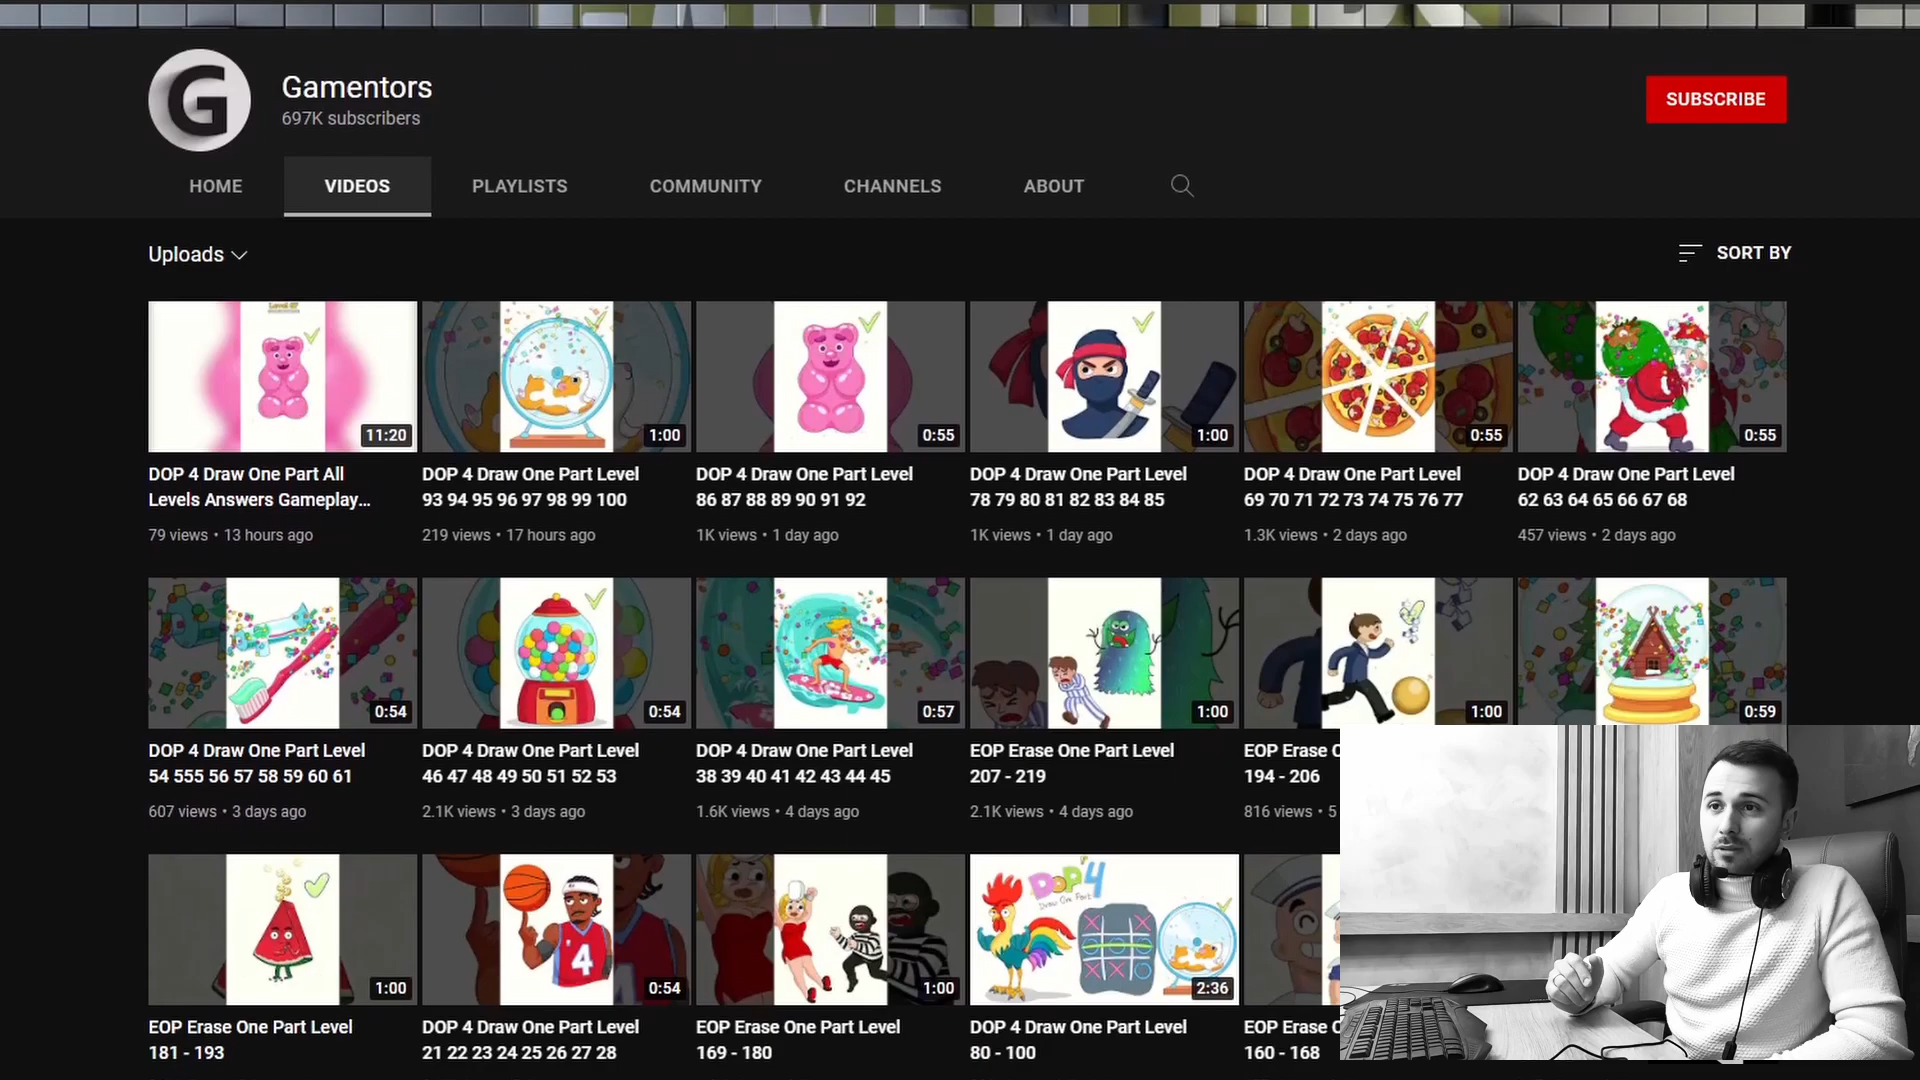 G
Gamentors
697K subscribers
SUBSCRIBE
HOME
VIDEOS
PLAYLISTS
COMMUNITY
CHANNELS
ABOUT
Uploads
SORT BY
11:20
1:00
0:55
1:00
0:55
0:55
DOP 4 Draw One Part All
Levels Answers Gameplay...
79 views • 13 hours ago
DOP 4 Draw One Part Level
93 94 95 96 97 98 99 100
219 views • 17 hours ago
DOP 4 Draw One Part Level
86 87 88 89 90 91 92
1K views • 1 day ago
DOP 4 Draw One Part Level
78 79 80 81 82 83 84 85
1K views • 1 day ago
DOP 4 Draw One Part Level
69 70 71 72 73 74 75 76 77
1.3K views • 2 days ago
DOP 4 Draw One Part Level
62 63 64 65 66 67 68
457 views • 2 days ago
0:54
0:54
0:57
1:00
1:00
0:59
DOP 4 Draw One Part Level
54 555 56 57 58 59 60 61
607 views • 3 days ago
DOP 4 Draw One Part Level
46 47 48 49 50 51 52 53
2.1K views • 3 days ago
DOP 4 Draw One Part Level
38 39 40 41 42 43 44 45
1.6K views • 4 days ago
EOP Erase One Part Level
207 - 219
2.1K views • 4 days ago
EOP Erase
194 - 206
816 views • 5
1:00
4
0:54
1:00
DOP 4
Draw One Part
2:36
EOP Erase One Part Level
181 - 193
DOP 4 Draw One Part Level
21 22 23 24 25 26 27 28
EOP Erase One Part Level
169 - 180
DOP 4 Draw One Part Level
80 - 100
EOP Erase
160 - 168